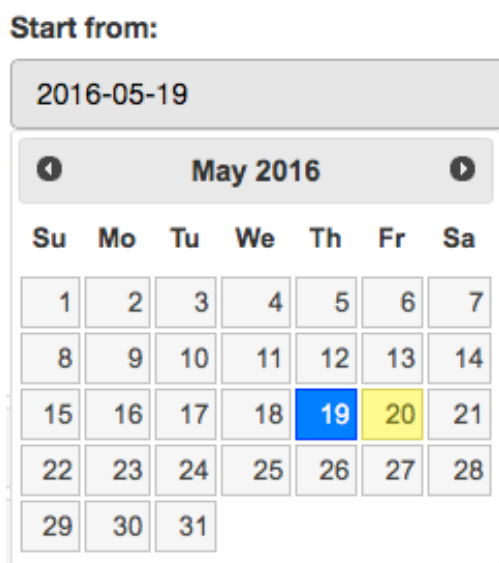 Start from:
2016-05-19
May 2016
Su Mo Tu We Th Fr Sa
1 2 3 4 5 6 7
8 9 10 11 12 13 14
15 16 17 18 19 20 21
22 23 24 25 26 27 28
29 30 31